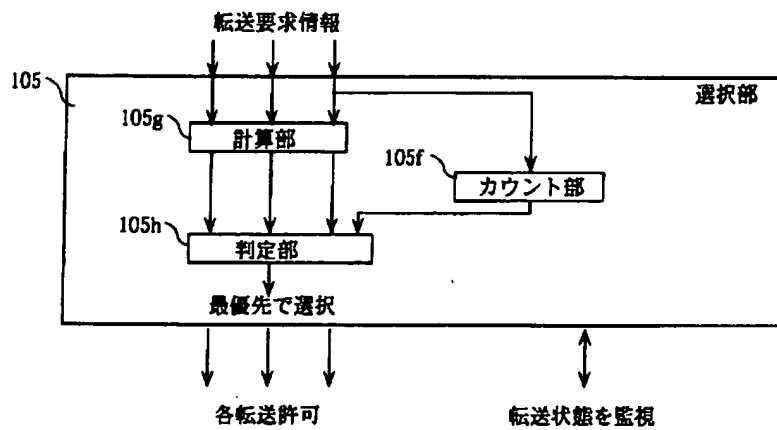 転送要求情報
105
選択部
105g
計算部
105f
カウント部
105h
判定部
最優先で選択
各転送許可
転送状態を監視